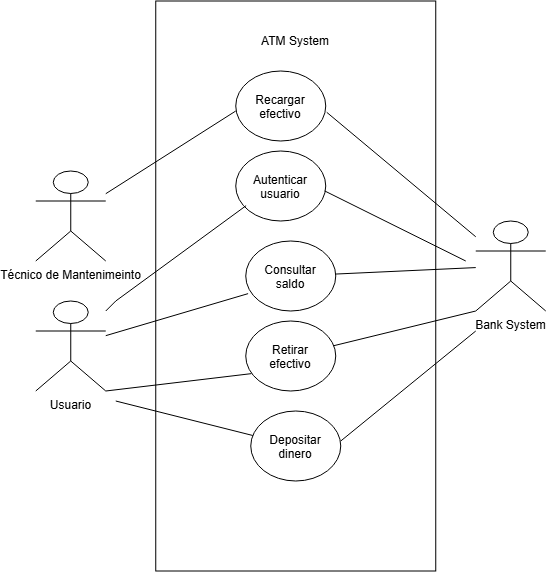 ATM System
Recargar
efectivo
Autenticar
usuario
Técnico de Mantenimeinto
Consultar
saldo
Bank System
Retirar
efectivo
Usuario
Depositar
dinero